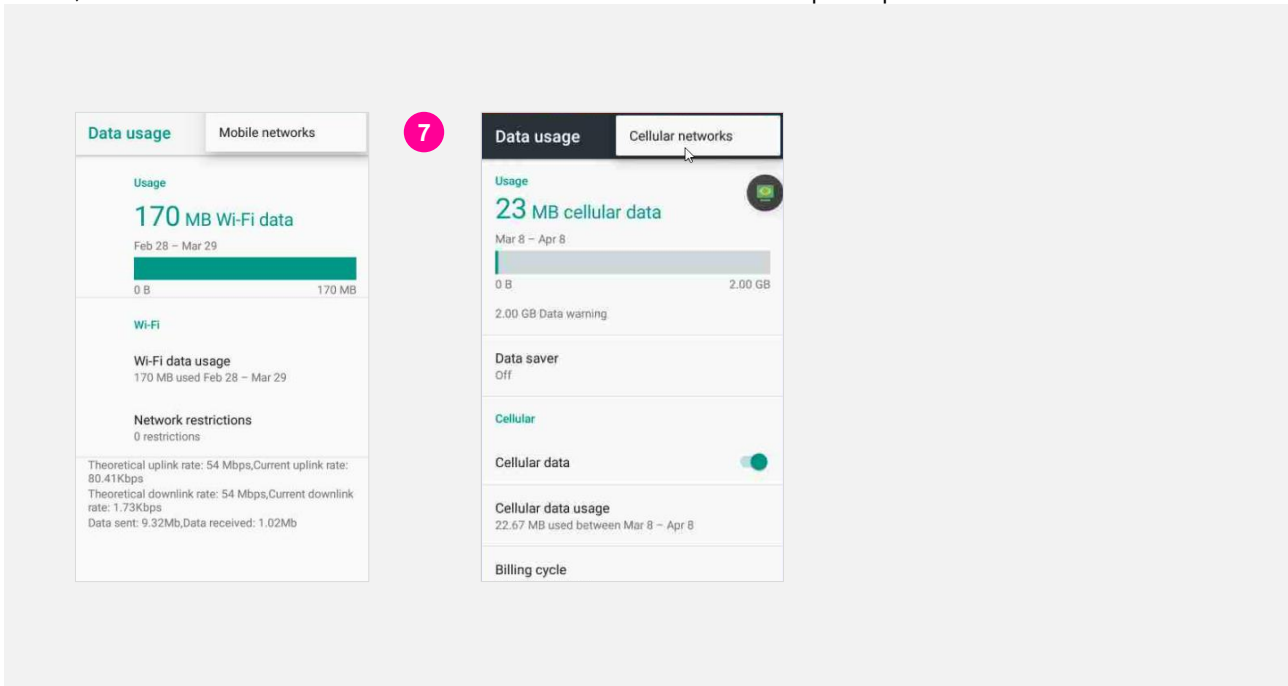 Data usage
Mobile networks
Usage
170 MB Wi-Fi data
Feb 28 – Mar 29
0 B
170 MB
Wi-Fi
Wi-Fi data usage
170 MB used Feb 28 – Mar 29
Network restrictions
0 restrictions
Theoretical uplink rate: 54 Mbps,Current uplink rate:
80.41Kbps
Theoretical downlink rate: 54 Mbps,Current downlink
rate: 1.73Kbps
Data sent: 9.32Mb,Data received: 1.02Mb
7
Data usage
Cellular networks
Usage
23 MB cellular data
Mar 8 – Apr 8
0 B
2.00 GB
2.00 GB Data warning
Data saver
Off
Cellular
Cellular data
Cellular data usage
22.67 MB used between Mar 8 – Apr 8
Billing cycle